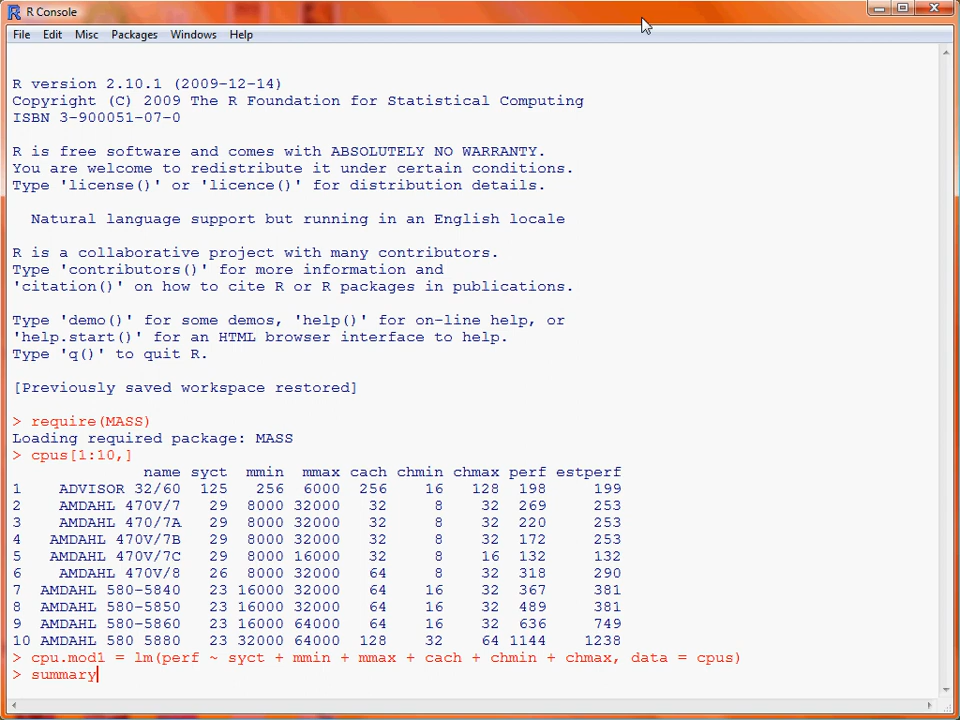 R Console
File Edit Misc Packages Windows Help
R version 2.10.1 (2009-12-14)
Copyright (C) 2009 The R Foundation for Statistical Computing
ISBN 3-900051-07-0
R is free software and comes with ABSOLUTELY NO WARRANTY.
You are welcome to redistribute it under certain conditions.
Type 'license()' or 'licence()' for distribution details.
Natural language support but running in an English locale
R is a collaborative project with many contributors.
Type 'contributors()' for more information and
'citation()' on how to cite R or R packages in publications.
Type 'demo()' for some demos, 'help()' for on-line help, or
'help.start()' for an HTML browser interface to help.
Type 'q()' to quit R.
[Previously saved workspace restored]
> require(MASS)
Loading required package: MASS
> cpus[1:10,]
name syct mmin mmax cach chmin chmax perf estperf
1 ADVISOR 32/60 125 256 6000 256 16 128 198 199
2 AMDAHL 470V/7 29 8000 32000 32 8 32 269 253
3 AMDAHL 470/7A 29 8000 32000 32 8 32 220 253
4 AMDAHL 470V/7B 29 8000 32000 32 8 32 172 253
5 AMDAHL 470V/7C 29 8000 16000 32 8 16 132 132
6 AMDAHL 470V/8 26 8000 32000 64 8 32 318 290
7 AMDAHL 580-5840 23 16000 32000 64 16 32 367 381
8 AMDAHL 580-5850 23 16000 32000 64 16 32 489 381
9 AMDAHL 580-5860 23 16000 64000 64 16 32 636 749
10 AMDAHL 580 5880 23 32000 64000 128 32 64 1144 1238
> cpu.mod1 = lm(perf ~ syct + mmin + mmax + cach + chmin + chmax, data = cpus)
> summary